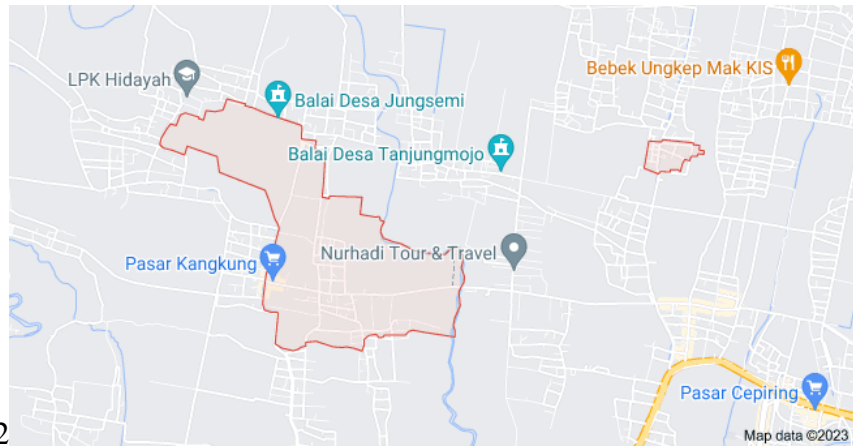 Bebek Ungkep Mak KIS
LPK Hidayah
Balai Desa Jungsemi
Balai Desa Tanjungmojo
Nurhadi Tour & Travel
Pasar Kangkung
Pasar Cepiring
2
Map data ©2023